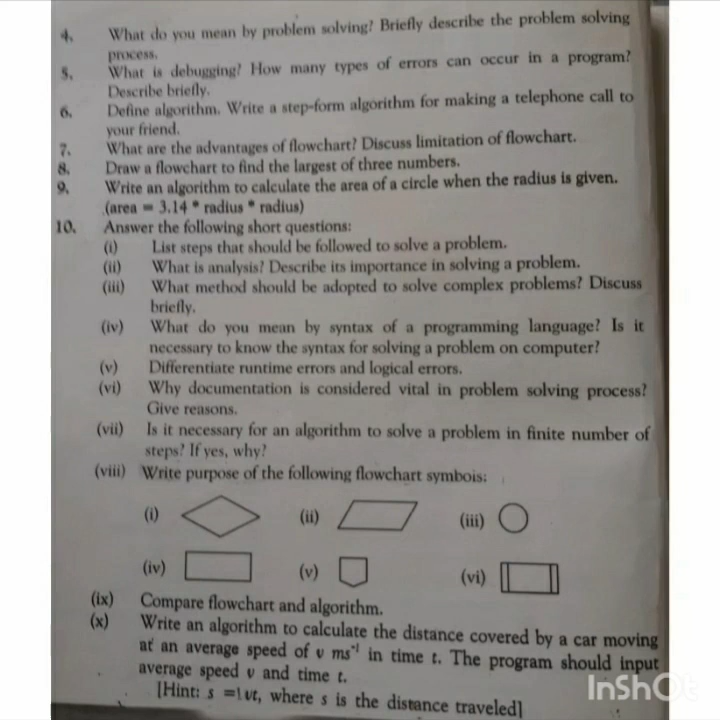 4. What do you mean by problem solving? Briefly describe the problem solving
process.
5. What is debugging? How many types of errors can occur in a program?
Describe briefly.
6. Define algorithm. Write a step-form algorithm for making a telephone call to
your friend.
7. What are the advantages of flowchart? Discuss limitation of flowchart.
8. Draw a flowchart to find the largest of three numbers.
9. Write an algorithm to calculate the area of a circle when the radius is given.
(area = 3.14 * radius * radius)
10. Answer the following short questions:
(i) List steps that should be followed to solve a problem.
(ii) What is analysis? Describe its importance in solving a problem.
(iii) What method should be adopted to solve complex problems? Discuss
briefly.
(iv) What do you mean by syntax of a programming language? Is it
necessary to know the syntax for solving a problem on computer?
(v) Differentiate runtime errors and logical errors.
(vi) Why documentation is considered vital in problem solving process?
Give reasons.
(vii) Is it necessary for an algorithm to solve a problem in finite number of
steps? If yes, why?
(viii) Write purpose of the following flowchart symbols:
(i) (ii) (iii)
(iv) (v) (vi)
(ix) Compare flowchart and algorithm.
(x) Write an algorithm to calculate the distance covered by a car moving
at an average speed of v ms⁻¹ in time t. The program should input
average speed v and time t.
[Hint: s = vt, where s is the distance traveled]
InShOt